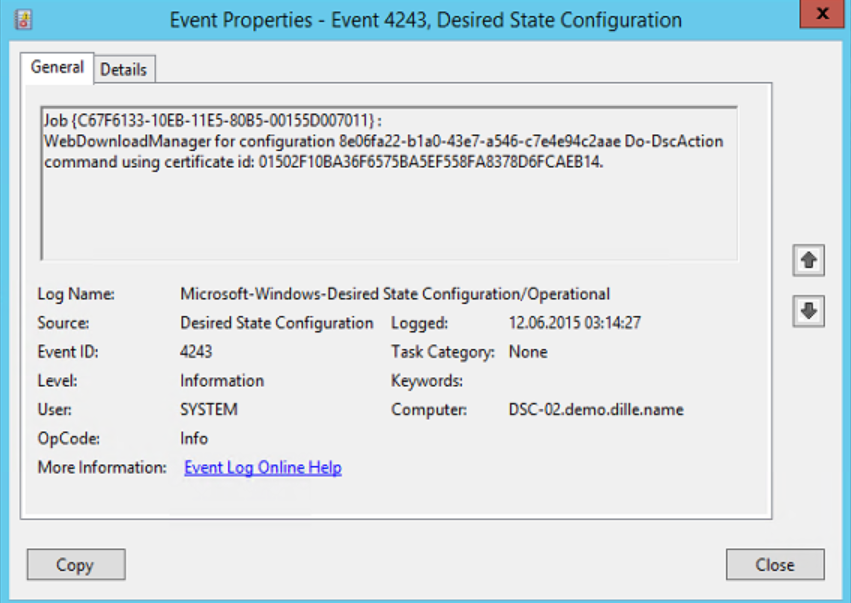 Event Properties - Event 4243, Desired State Configuration
x
General Details
Job {C67F6133-10EB-11E5-80B5-00155D007011} :
WebDownloadManager for configuration 8e06fa22-b1a0-43e7-a546-c7e4e94c2aae Do-DscAction
command using certificate id: 01502F10BA36F6575BA5EF558FA8378D6FCAEB14.
Log Name: Microsoft-Windows-Desired State Configuration/Operational
Source: Desired State Configuration Logged: 12.06.2015 03:14:27
Event ID: 4243 Task Category: None
Level: Information Keywords:
User: SYSTEM Computer: DSC-02.demo.dille.name
OpCode: Info
More Information: Event Log Online Help
Copy Close